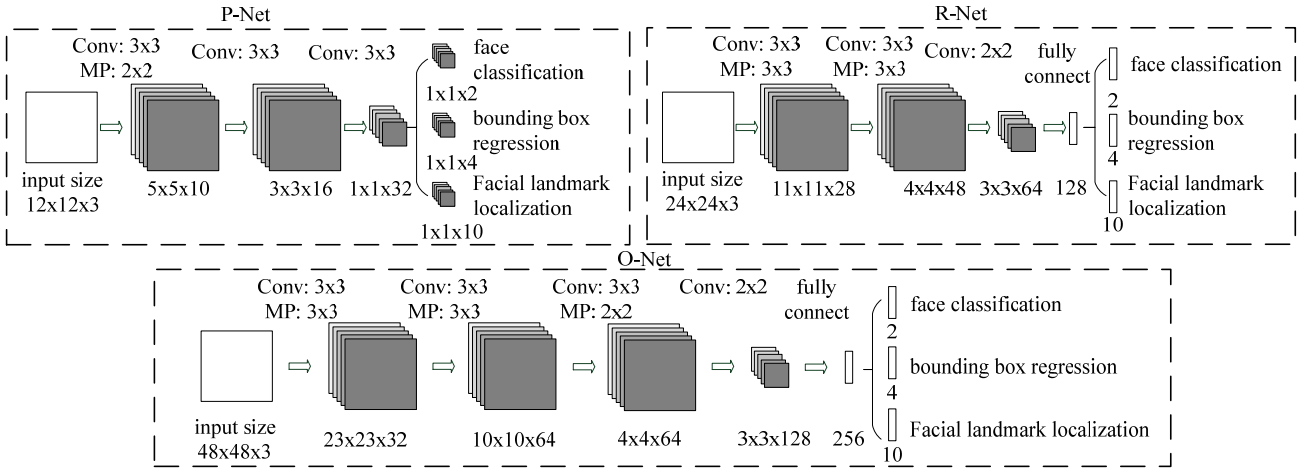 P-Net
Conv: 3x3
MP: 2x2
Conv: 3x3
Conv: 3x3
input size
12x12x3
5x5x10
3x3x16
1x1x32
face
classification
1x1x2
bounding box
regression
1x1x4
Facial landmark
localization
1x1x10
R-Net
Conv: 3x3
MP: 3x3
Conv: 3x3
MP: 3x3
Conv: 2x2
fully
connect
input size
24x24x3
11x11x28
4x4x48
3x3x64
128
face classification
2
bounding box
regression
4
Facial landmark
localization
10
O-Net
Conv: 3x3
MP: 3x3
Conv: 3x3
MP: 3x3
Conv: 3x3
MP: 2x2
Conv: 2x2
fully
connect
input size
48x48x3
23x23x32
10x10x64
4x4x64
3x3x128
256
face classification
2
bounding box regression
4
Facial landmark localization
10